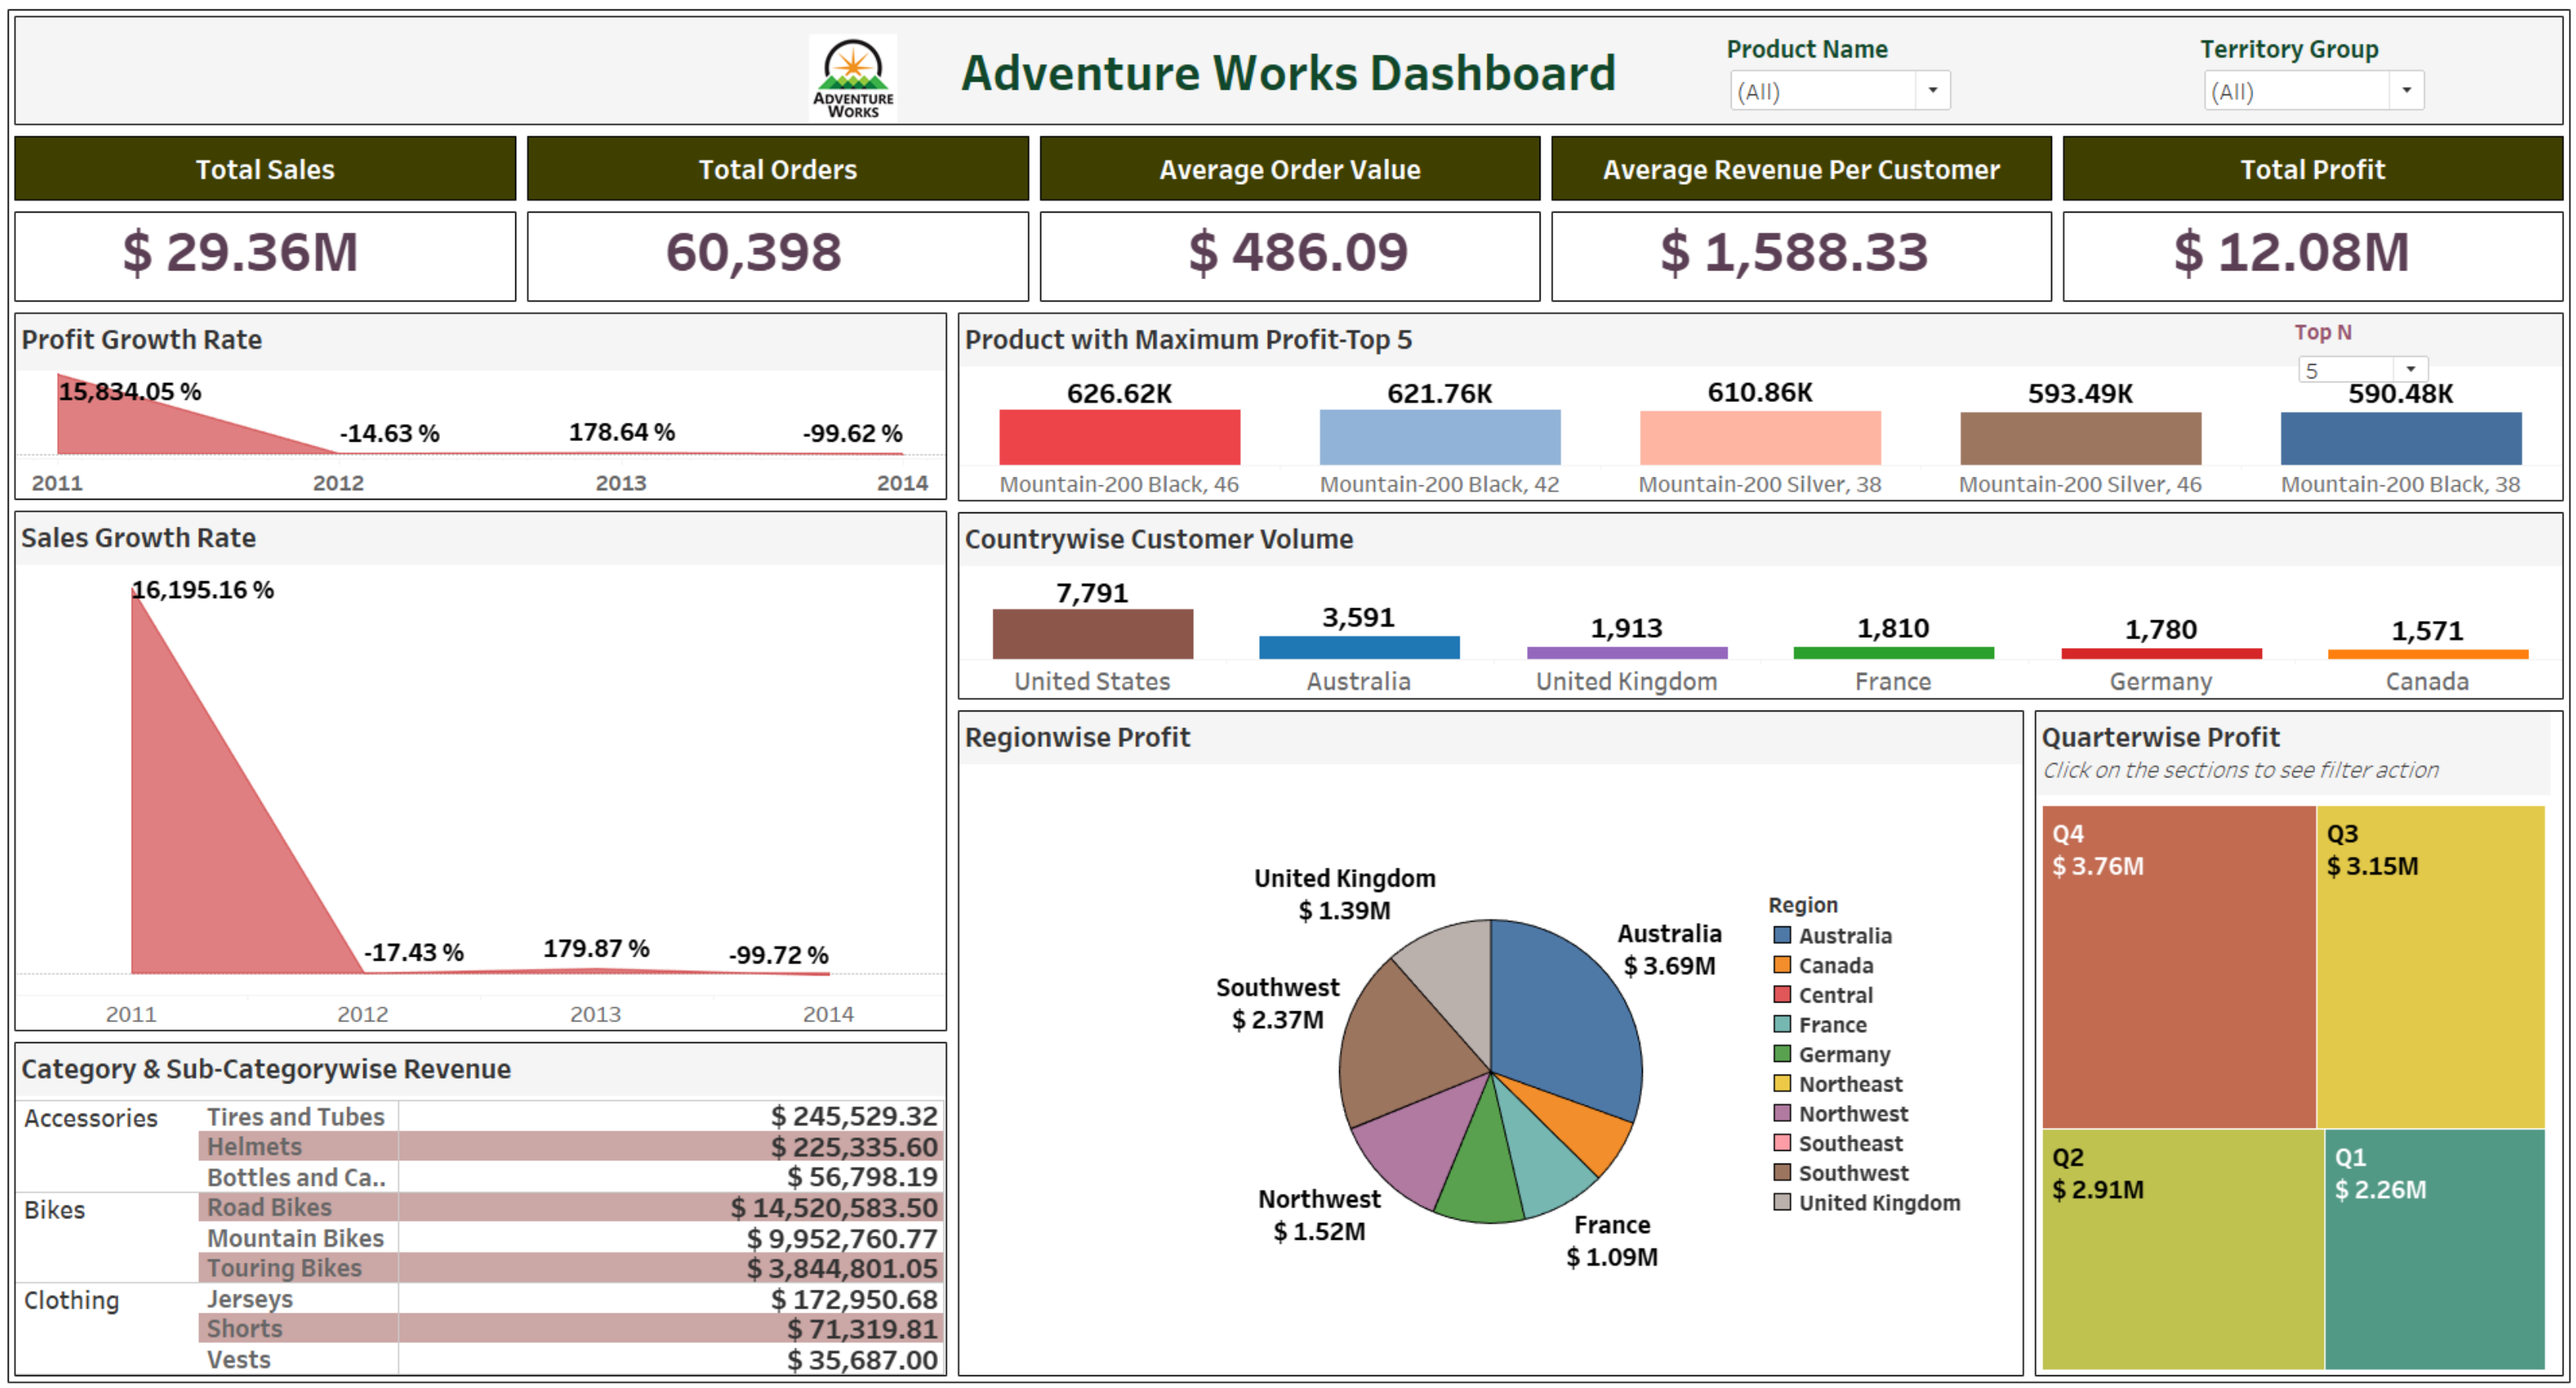 ADVENTURE
WORKS
Adventure Works Dashboard
Product Name
(All)
Territory Group
(All)
Total Sales
Total Orders
Average Order Value
Average Revenue Per Customer
Total Profit
$ 29.36M
60,398
$ 486.09
$ 1,588.33
$ 12.08M
Profit Growth Rate
15,834.05 %
-14.63 %
178.64 %
-99.62 %
2011
2012
2013
2014
Product with Maximum Profit-Top 5
Top N
5
626.62K
621.76K
610.86K
593.49K
590.48K
Mountain-200 Black, 46
Mountain-200 Black, 42
Mountain-200 Silver, 38
Mountain-200 Silver, 46
Mountain-200 Black, 38
Sales Growth Rate
16,195.16 %
-17.43 %
179.87 %
-99.72 %
2011
2012
2013
2014
Countrywise Customer Volume
7,791
3,591
1,913
1,810
1,780
1,571
United States
Australia
United Kingdom
France
Germany
Canada
Category & Sub-Categorywise Revenue
Accessories
Tires and Tubes $ 245,529.32
Helmets $ 225,335.60
Bottles and Ca.. $ 56,798.19
Bikes
Road Bikes $ 14,520,583.50
Mountain Bikes $ 9,952,760.77
Touring Bikes $ 3,844,801.05
Clothing
Jerseys $ 172,950.68
Shorts $ 71,319.81
Vests $ 35,687.00
Regionwise Profit
United Kingdom
$ 1.39M
Australia
$ 3.69M
Southwest
$ 2.37M
Northwest
$ 1.52M
France
$ 1.09M
Region
Australia
Canada
Central
France
Germany
Northeast
Northwest
Southeast
Southwest
United Kingdom
Quarterwise Profit
Click on the sections to see filter action
Q4
$ 3.76M
Q3
$ 3.15M
Q2
$ 2.91M
Q1
$ 2.26M